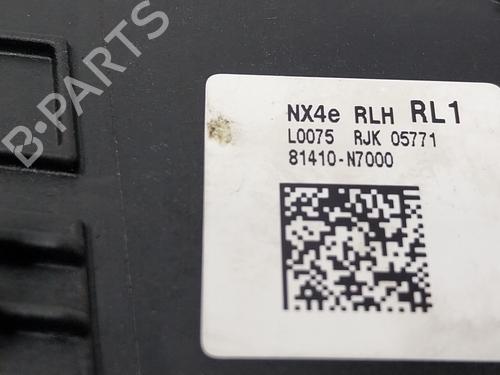 B-PARTS
NX4e RLH RL1
L0075 RJK 05771
81410-N7000